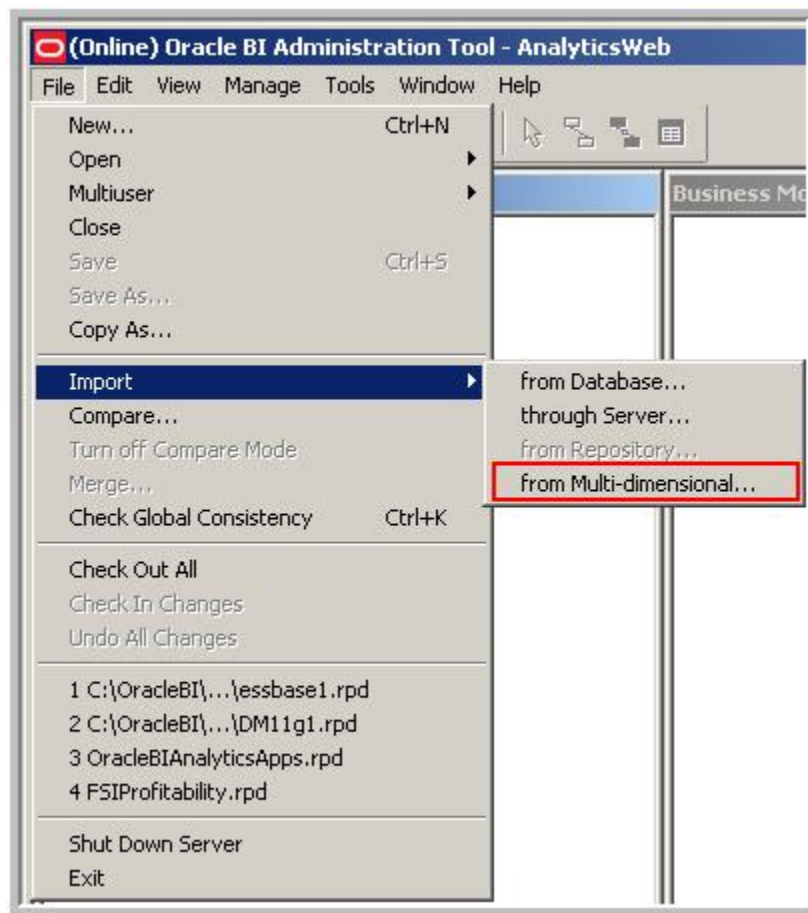 (Online) Oracle BI Administration Tool - AnalyticsWeb
File Edit View Manage Tools Window Help
New... Ctrl+N
Open
Multiuser
Close
Save Ctrl+S
Save As...
Copy As...
Business Mo
Import
Compare...
Turn off Compare Mode
Merge...
Check Global Consistency Ctrl+K
from Database...
through Server...
from Repository...
from Multi-dimensional...
Check Out All
Check In Changes
Undo All Changes
1 C:\OracleBI\...\essbase1.rpd
2 C:\OracleBI\...\DM11g1.rpd
3 OracleBIAnalyticsApps.rpd
4 FSIProfitability.rpd
Shut Down Server
Exit